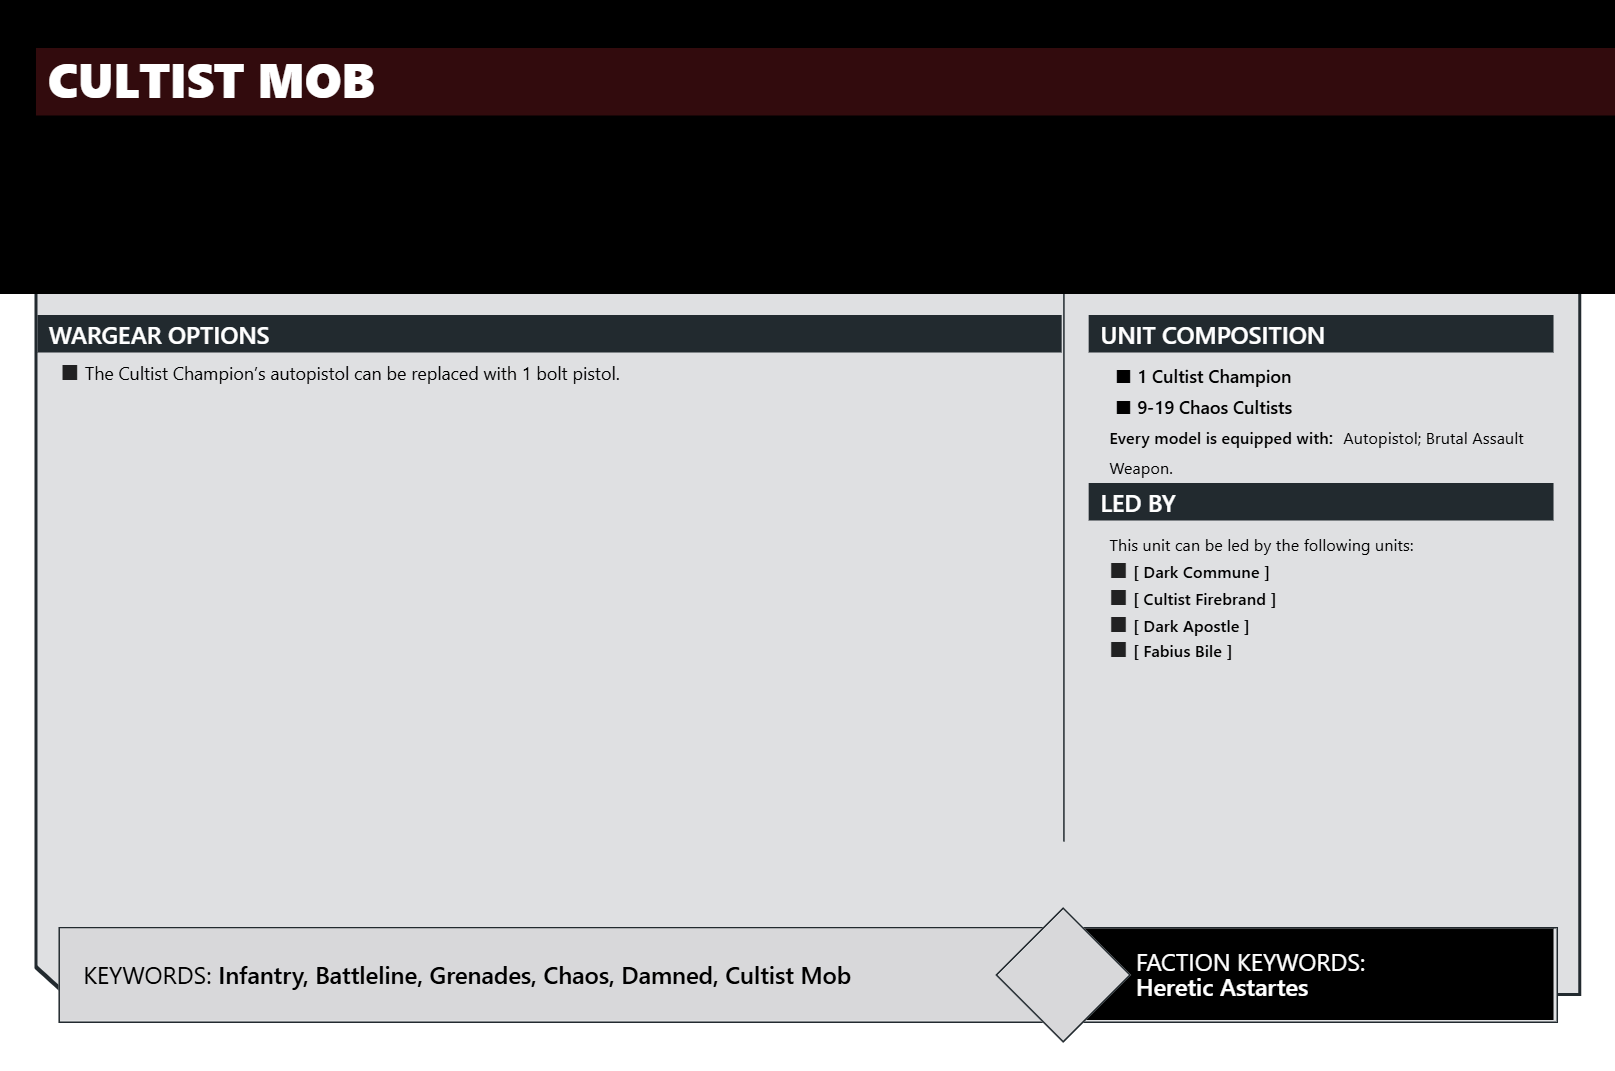 CULTIST MOB
WARGEAR OPTIONS
■ The Cultist Champion’s autopistol can be replaced with 1 bolt pistol.
UNIT COMPOSITION
■ 1 Cultist Champion
■ 9-19 Chaos Cultists
Every model is equipped with: Autopistol; Brutal Assault
Weapon.
LED BY
This unit can be led by the following units:
■ [ Dark Commune ]
■ [ Cultist Firebrand ]
■ [ Dark Apostle ]
■ [ Fabius Bile ]
KEYWORDS: Infantry, Battleline, Grenades, Chaos, Damned, Cultist Mob
FACTION KEYWORDS:
Heretic Astartes